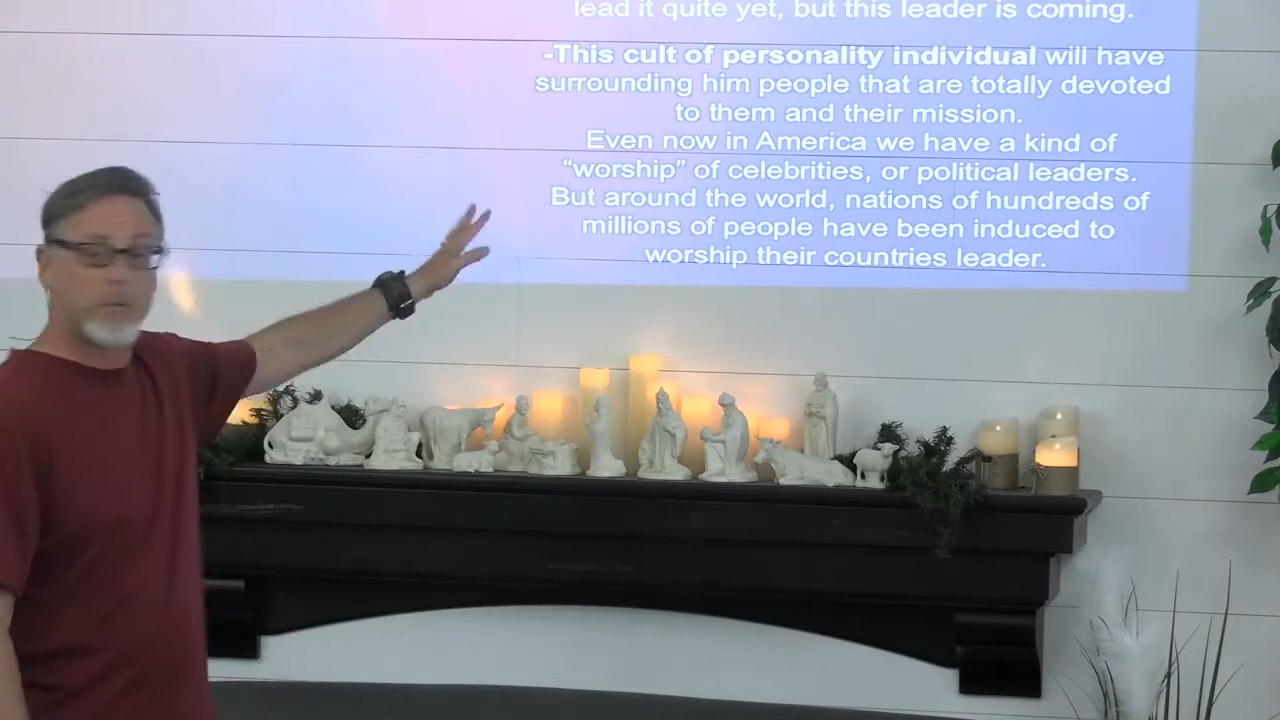 lead it quite yet, but this leader is coming.
-This cult of personality individual will have
surrounding him people that are totally devoted
to them and their mission.
Even now in America we have a kind of
“worship” of celebrities, or political leaders.
But around the world, nations of hundreds of
millions of people have been induced to
worship their countries leader.